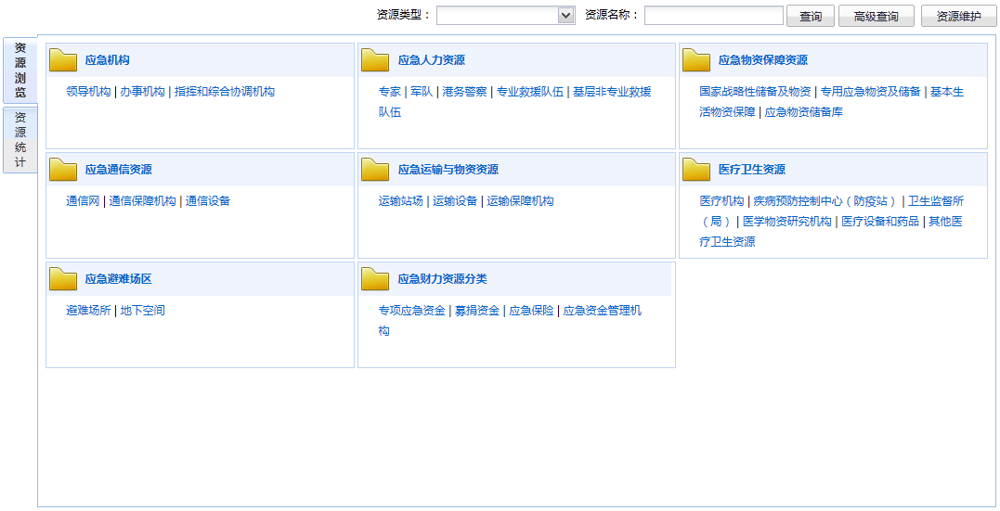 资源类型： 资源名称： 查询 高级查询 资源维护
资源浏览
资源统计
应急机构
领导机构 | 办事机构 | 指挥和综合协调机构
应急人力资源
专家 | 军队 | 港务警察 | 专业救援队伍 | 基层非专业救援
队伍
应急物资保障资源
国家战略性储备及物资 | 专用应急物资及储备 | 基本生
活物资保障 | 应急物资储备库
应急通信资源
通信网 | 通信保障机构 | 通信设备
应急运输与物资资源
运输站场 | 运输设备 | 运输保障机构
医疗卫生资源
医疗机构 | 疾病预防控制中心（防疫站） | 卫生监督所
（局） | 医学物资研究机构 | 医疗设备和药品 | 其他医
疗卫生资源
应急避难场区
避难场所 | 地下空间
应急财力资源分类
专项应急资金 | 募捐资金 | 应急保险 | 应急资金管理机
构